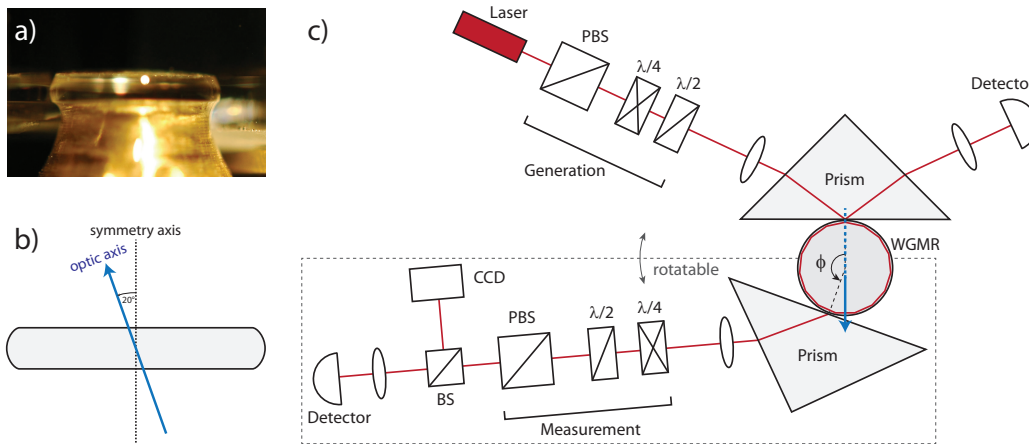 a)
b)
symmetry axis
optic axis
20°
c)
Laser
PBS
λ/4
λ/2
Generation
Detector
Prism
WGMR
ϕ
rotatable
CCD
PBS
λ/2
λ/4
Prism
Detector
BS
Measurement